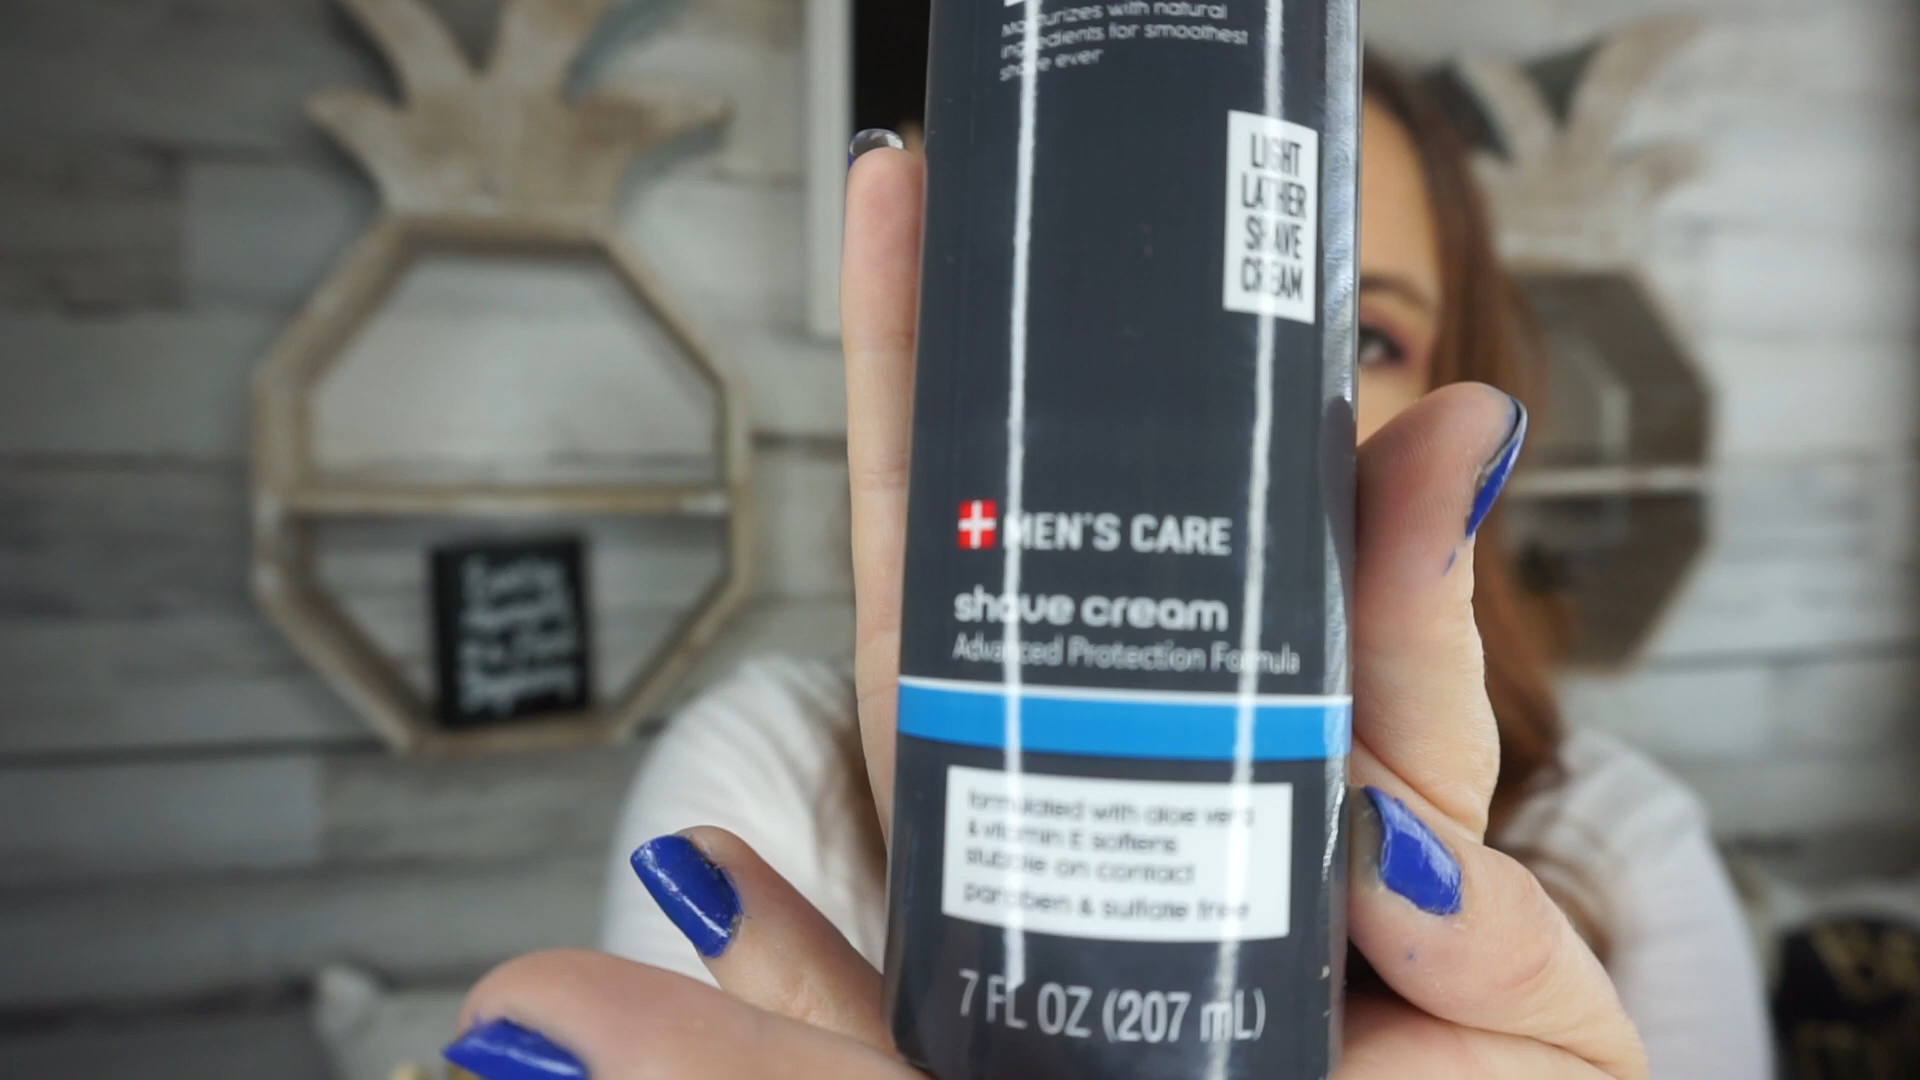 Moisturizes with natural
ingredients for smoothest
shave ever
LIGHT
LATHER
SHAVE
CREAM
MEN'S CARE
shave cream
Advanced Protection Formula
formulated with aloe vera
& vitamin E softens
stubble on contact
paraben & sulfate free
7 FL OZ (207 mL)